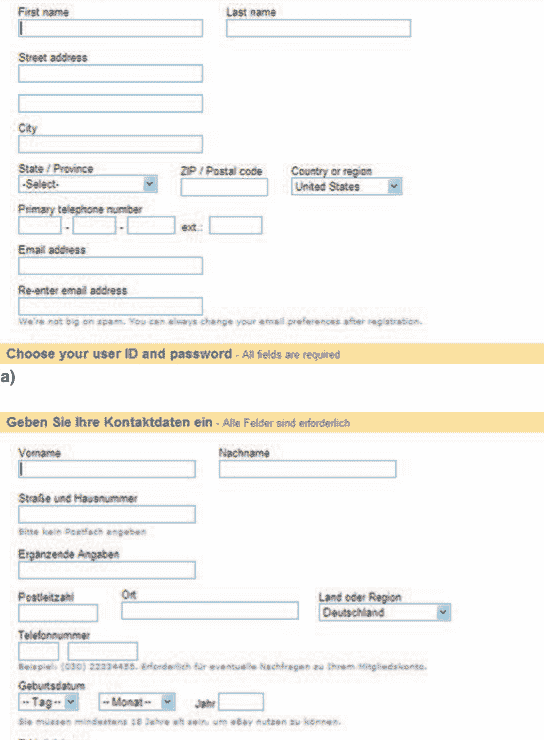 First name Last name
Street address
City
State / Province ZIP / Postal code Country or region
-Select- United States
Primary telephone number
- - ext.:
Email address
Re-enter email address
We're not big on spam. You can always change your email preferences after registration.
Choose your user ID and password - All fields are required
a)
Geben Sie Ihre Kontaktdaten ein - Alle Felder sind erforderlich
Vorname Nachname
Straße und Hausnummer
Bitte kein Postfach angeben
Ergänzende Angaben
Postleitzahl Ort Land oder Region
Deutschland
Telefonnummer
Beispiel: (030) 22334455. Erforderlich für eventuelle Nachfragen zu Ihrem Mitgliedskonto.
Geburtsdatum
-- Tag -- -- Monat -- Jahr
Sie müssen mindestens 18 Jahre alt sein, um eBay nutzen zu können.